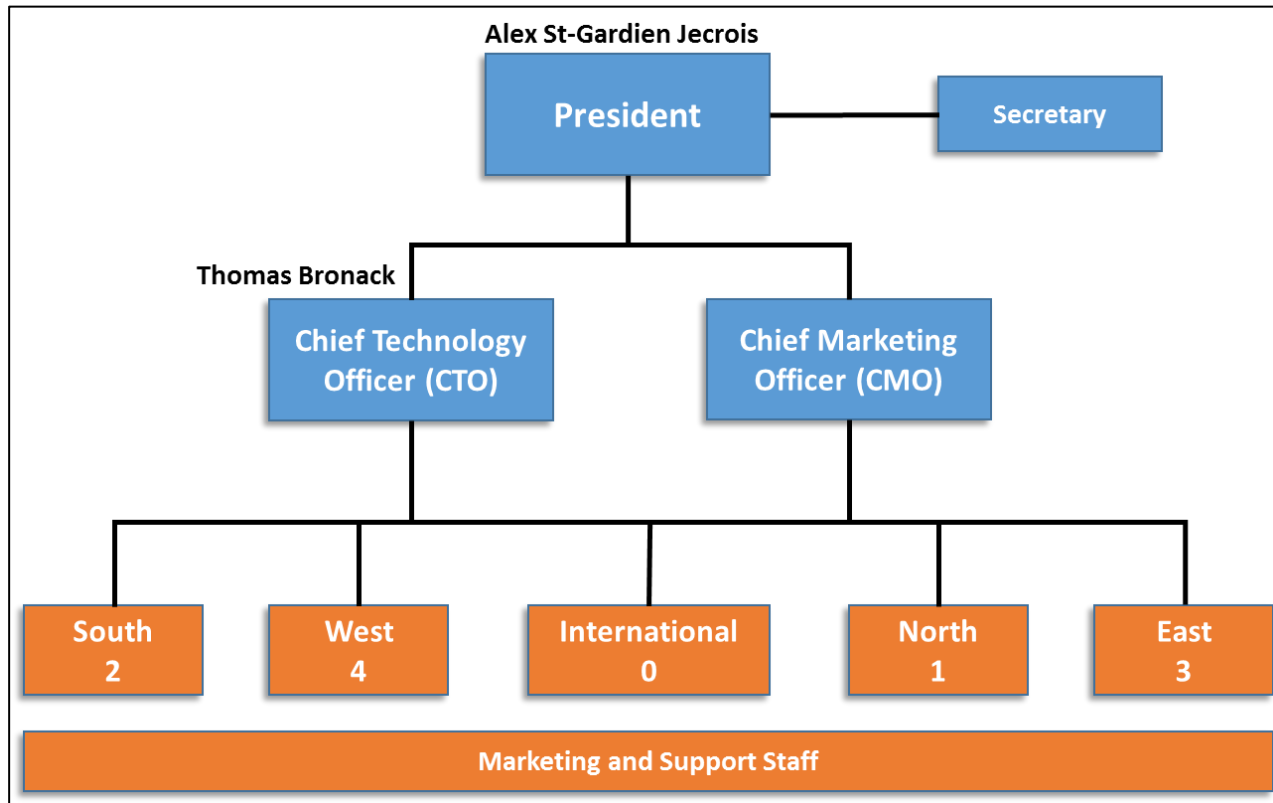 Alex St-Gardien Jecrois
President
Secretary
Thomas Bronack
Chief Technology
Officer (CTO)
Chief Marketing
Officer (CMO)
South
2
West
4
International
0
North
1
East
3
Marketing and Support Staff